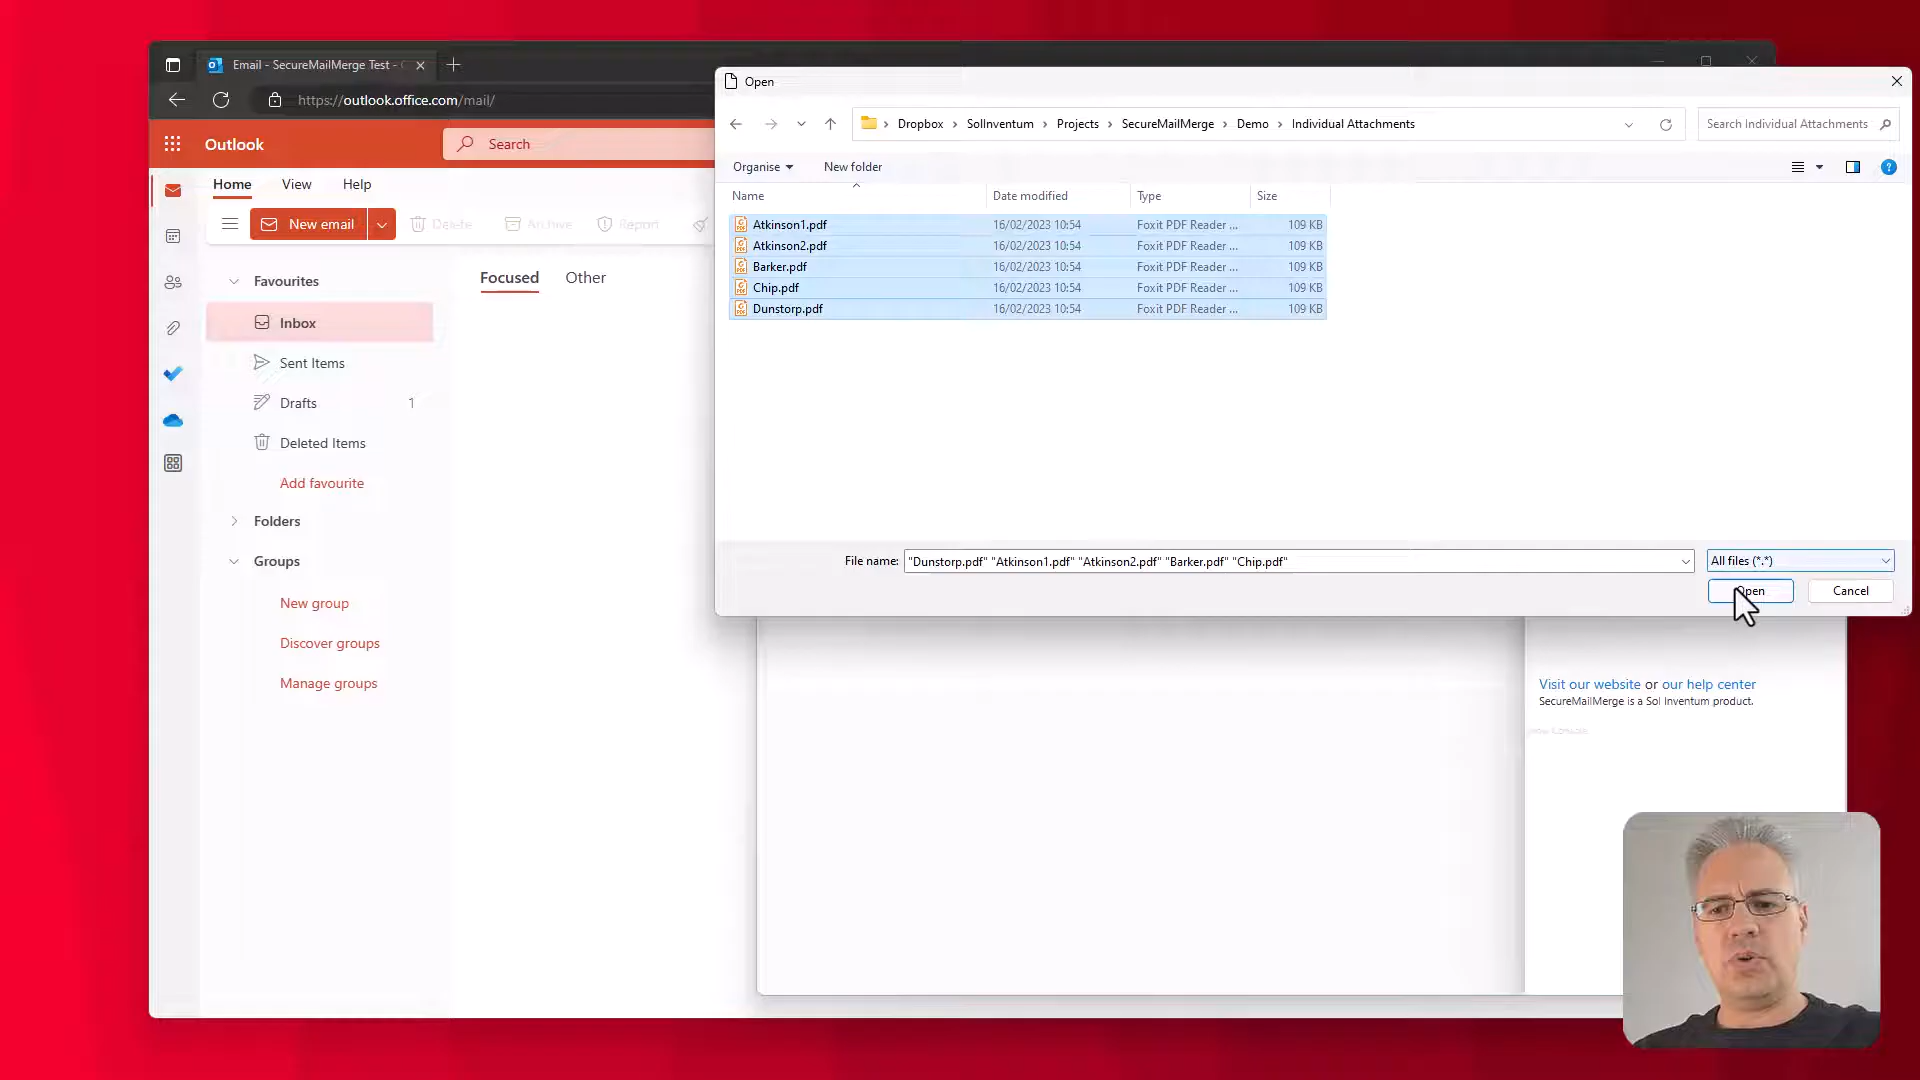 Email - SecureMailMerge Test -
https://outlook.office.com/mail/
Outlook
Search
Home View Help
New email Delete Archive Report
Favourites
Inbox
Sent Items
Drafts 1
Deleted Items
Add favourite
Folders
Groups
New group
Discover groups
Manage groups
Focused Other
Open
Dropbox > SolInventum > Projects > SecureMailMerge > Demo > Individual Attachments
Search Individual Attachments
Organise New folder
Name Date modified Type Size
Atkinson1.pdf 16/02/2023 10:54 Foxit PDF Reader ... 109 KB
Atkinson2.pdf 16/02/2023 10:54 Foxit PDF Reader ... 109 KB
Barker.pdf 16/02/2023 10:54 Foxit PDF Reader ... 109 KB
Chip.pdf 16/02/2023 10:54 Foxit PDF Reader ... 109 KB
Dunstorp.pdf 16/02/2023 10:54 Foxit PDF Reader ... 109 KB
File name: "Dunstorp.pdf" "Atkinson1.pdf" "Atkinson2.pdf" "Barker.pdf" "Chip.pdf"
All files (*.*)
Open Cancel
Visit our website or our help center
SecureMailMerge is a Sol Inventum product.